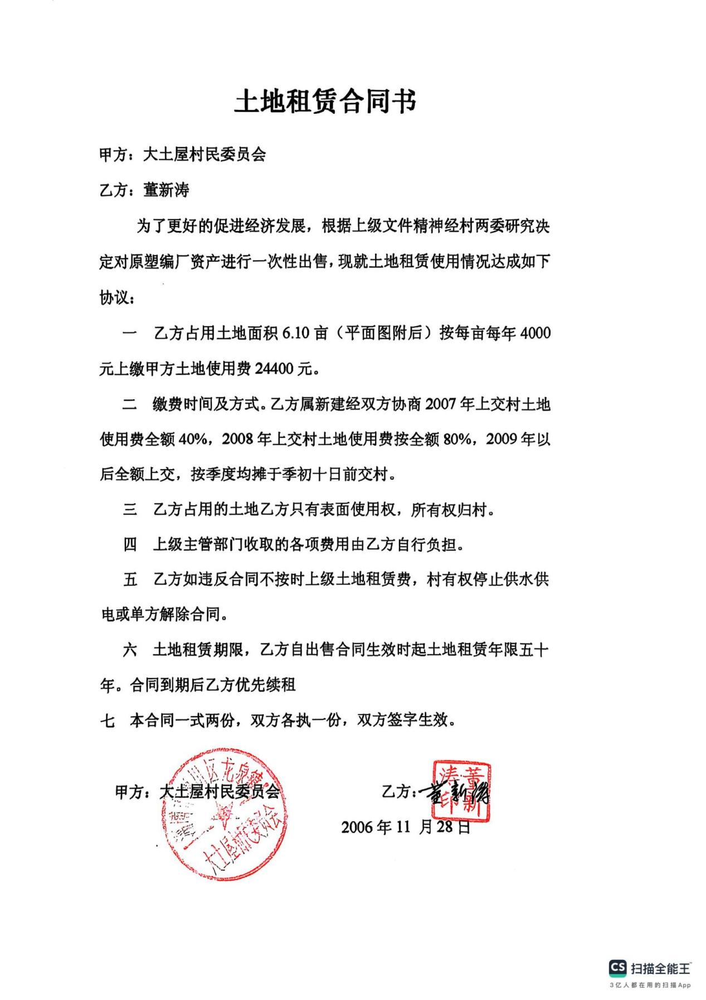 土地租赁合同书
甲方：大土屋村民委员会
乙方：董新涛
为了更好的促进经济发展，根据上级文件精神经村两委研究决
定对原塑编厂资产进行一次性出售，现就土地租赁使用情况达成如下
协议：
一　乙方占用土地面积 6.10 亩（平面图附后）按每亩每年 4000
元上缴甲方土地使用费 24400 元。
二　缴费时间及方式。乙方属新建经双方协商 2007 年上交村土地
使用费全额 40%，2008 年上交村土地使用费按全额 80%，2009 年以
后全额上交，按季度均摊于季初十日前交村。
三　乙方占用的土地乙方只有表面使用权，所有权归村。
四　上级主管部门收取的各项费用由乙方自行负担。
五　乙方如违反合同不按时上级土地租赁费，村有权停止供水供
电或单方解除合同。
六　土地租赁期限，乙方自出售合同生效时起土地租赁年限五十
年。合同到期后乙方优先续租
七　本合同一式两份，双方各执一份，双方签字生效。
甲方：大土屋村民委员会
区龙泉镇
大土屋村民委员会
乙方：董新涛
董新涛印
2006 年 11 月 28 日
CS 扫描全能王
3亿人都在用的扫描App